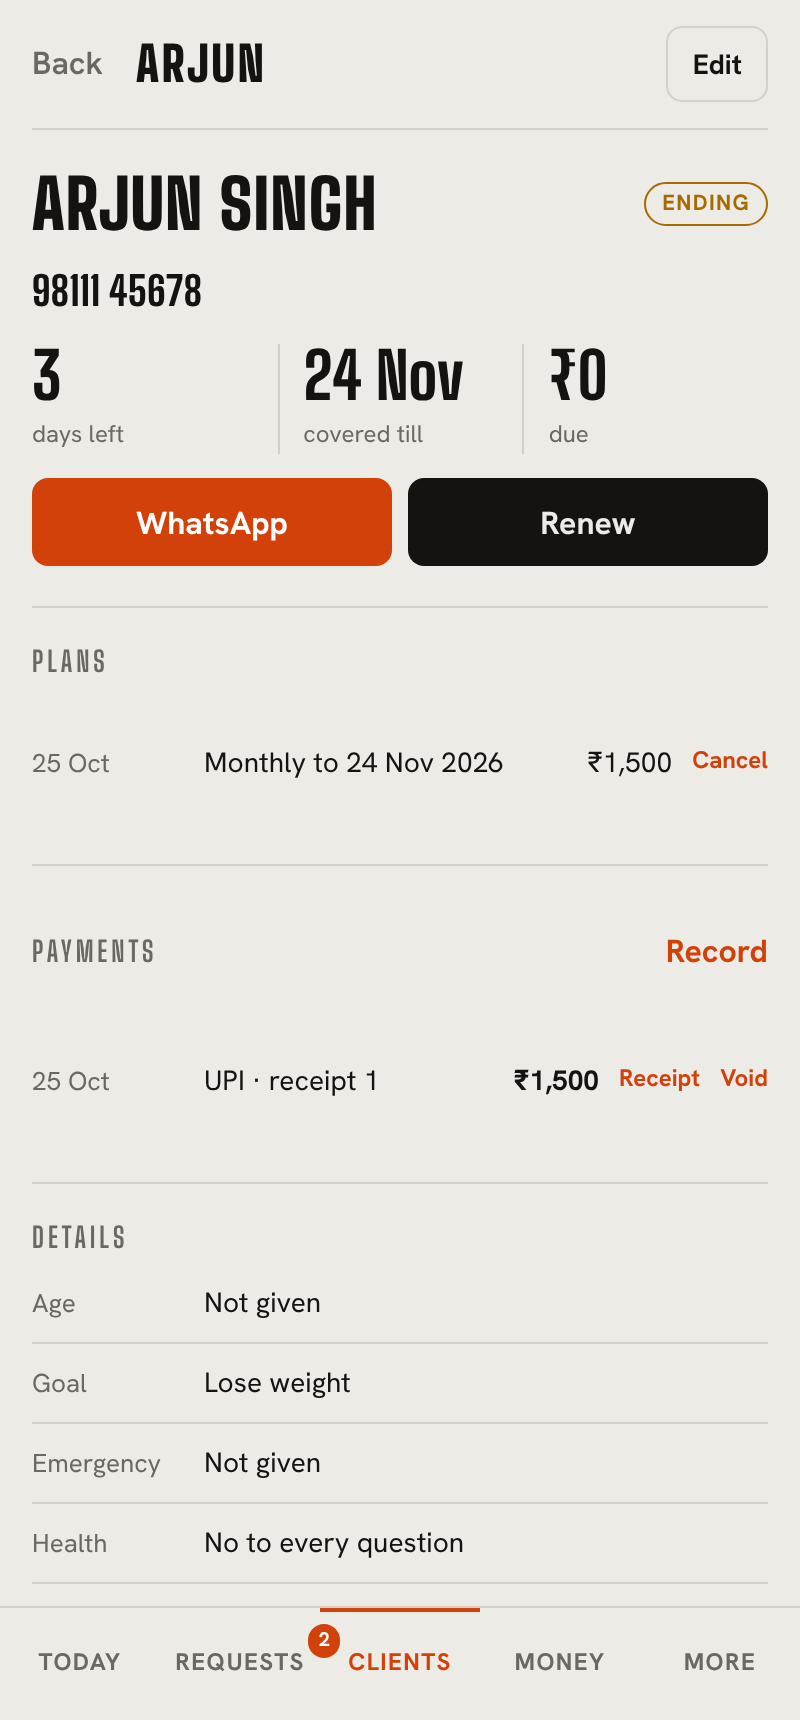 Back ARJUN Edit
ARJUN SINGH ENDING
98111 45678
3 24 Nov ₹0
days left covered till due
WhatsApp Renew
PLANS
25 Oct Monthly to 24 Nov 2026 ₹1,500 Cancel
PAYMENTS Record
25 Oct UPI · receipt 1 ₹1,500 Receipt Void
DETAILS
Age Not given
Goal Lose weight
Emergency Not given
Health No to every question
TODAY REQUESTS 2 CLIENTS MONEY MORE